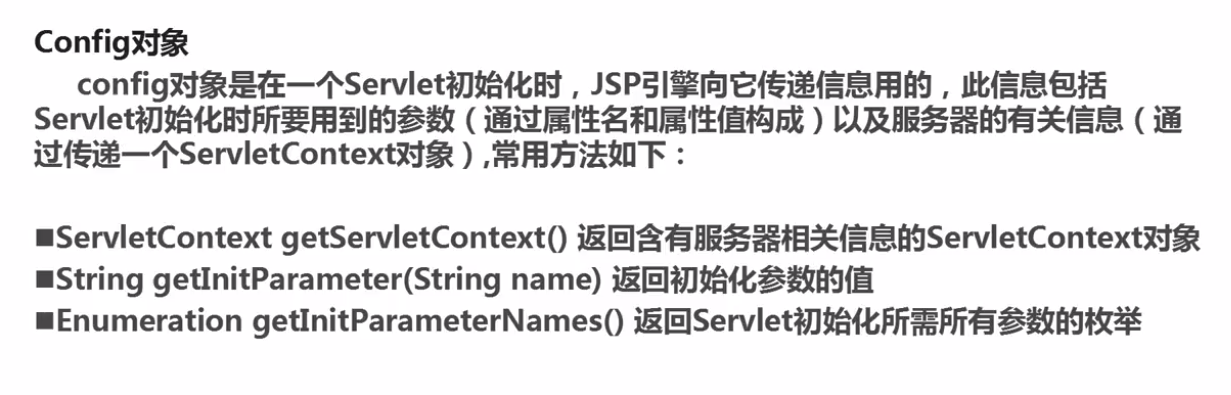 Config对象
config对象是在一个Servlet初始化时，JSP引擎向它传递信息用的，此信息包括
Servlet初始化时所要用到的参数（通过属性名和属性值构成）以及服务器的有关信息（通
过传递一个ServletContext对象）,常用方法如下：
■ServletContext getServletContext() 返回含有服务器相关信息的ServletContext对象
■String getInitParameter(String name) 返回初始化参数的值
■Enumeration getInitParameterNames() 返回Servlet初始化所需所有参数的枚举